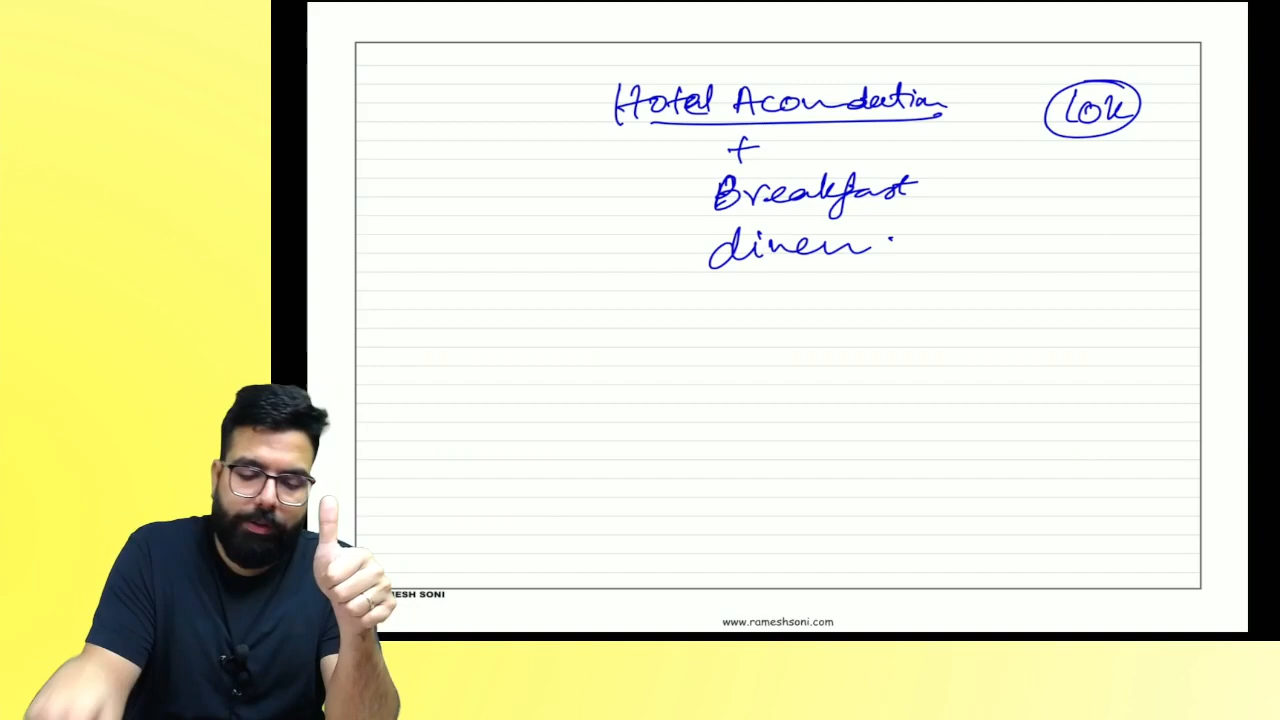 Hotel Acomdation 10k
+
Breakfast
diner.
ESH SONI
www.rameshsoni.com